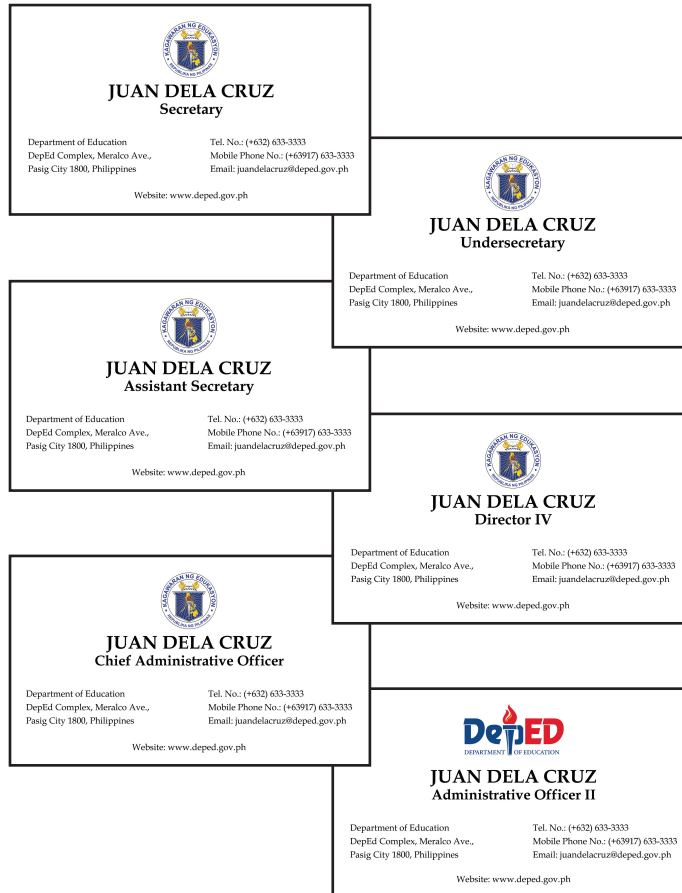 KAGAWARAN NG EDUKASYON
REPUBLIKA NG PILIPINAS
JUAN DELA CRUZ
Secretary
Department of Education
DepEd Complex, Meralco Ave.,
Pasig City 1800, Philippines
Tel. No.: (+632) 633-3333
Mobile Phone No.: (+63917) 633-3333
Email: juandelacruz@deped.gov.ph
Website: www.deped.gov.ph
KAGAWARAN NG EDUKASYON
REPUBLIKA NG PILIPINAS
JUAN DELA CRUZ
Undersecretary
Department of Education
DepEd Complex, Meralco Ave.,
Pasig City 1800, Philippines
Tel. No.: (+632) 633-3333
Mobile Phone No.: (+63917) 633-3333
Email: juandelacruz@deped.gov.ph
Website: www.deped.gov.ph
KAGAWARAN NG EDUKASYON
REPUBLIKA NG PILIPINAS
JUAN DELA CRUZ
Assistant Secretary
Department of Education
DepEd Complex, Meralco Ave.,
Pasig City 1800, Philippines
Tel. No.: (+632) 633-3333
Mobile Phone No.: (+63917) 633-3333
Email: juandelacruz@deped.gov.ph
Website: www.deped.gov.ph
KAGAWARAN NG EDUKASYON
REPUBLIKA NG PILIPINAS
JUAN DELA CRUZ
Director IV
Department of Education
DepEd Complex, Meralco Ave.,
Pasig City 1800, Philippines
Tel. No.: (+632) 633-3333
Mobile Phone No.: (+63917) 633-3333
Email: juandelacruz@deped.gov.ph
Website: www.deped.gov.ph
KAGAWARAN NG EDUKASYON
REPUBLIKA NG PILIPINAS
JUAN DELA CRUZ
Chief Administrative Officer
Department of Education
DepEd Complex, Meralco Ave.,
Pasig City 1800, Philippines
Tel. No.: (+632) 633-3333
Mobile Phone No.: (+63917) 633-3333
Email: juandelacruz@deped.gov.ph
Website: www.deped.gov.ph
DepED
DEPARTMENT OF EDUCATION
JUAN DELA CRUZ
Administrative Officer II
Department of Education
DepEd Complex, Meralco Ave.,
Pasig City 1800, Philippines
Tel. No.: (+632) 633-3333
Mobile Phone No.: (+63917) 633-3333
Email: juandelacruz@deped.gov.ph
Website: www.deped.gov.ph